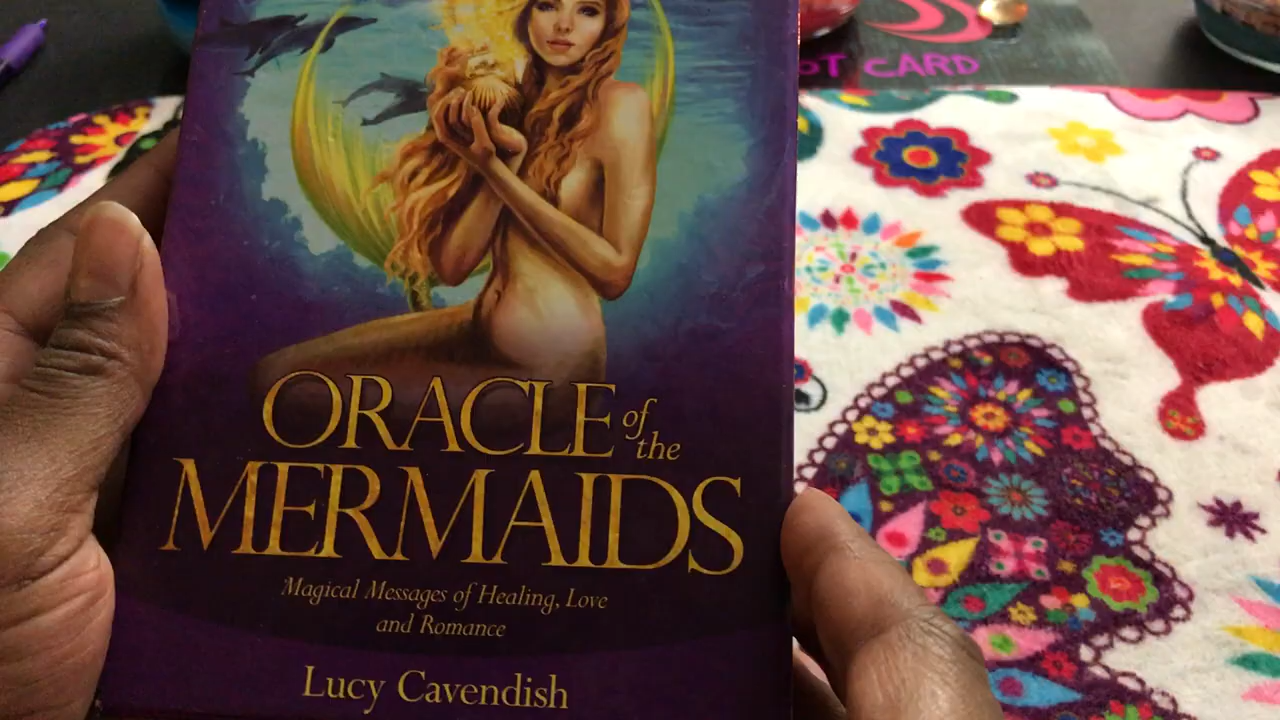 OT CARD
ORACLE of the
MERMAIDS
Magical Messages of Healing, Love
and Romance
Lucy Cavendish